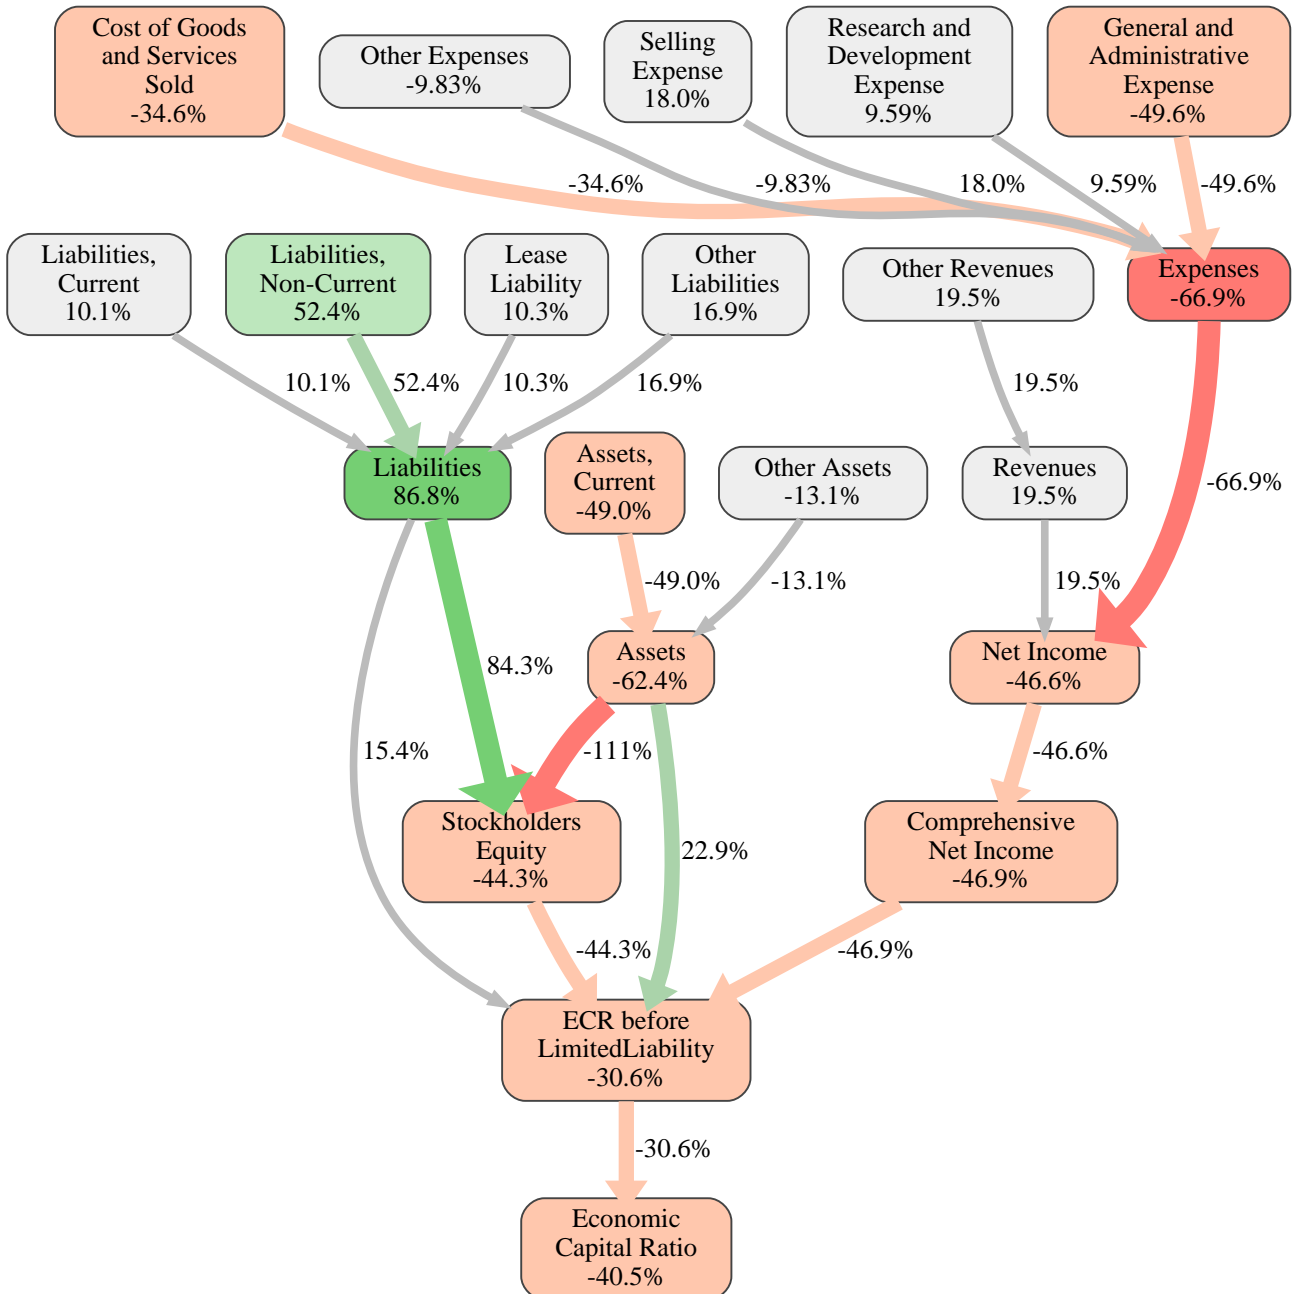 Cost of Goods
and Services
Sold
-34.6%
Other Expenses
-9.83%
Selling
Expense
18.0%
Research and
Development
Expense
9.59%
General and
Administrative
Expense
-49.6%
-34.6%
-9.83%
18.0%
9.59%
-49.6%
Liabilities,
Current
10.1%
Liabilities,
Non-Current
52.4%
Lease
Liability
10.3%
Other
Liabilities
16.9%
Other Revenues
19.5%
Expenses
-66.9%
10.1%
52.4%
10.3%
16.9%
19.5%
-66.9%
Liabilities
86.8%
Assets,
Current
-49.0%
Other Assets
-13.1%
Revenues
19.5%
-49.0%
-13.1%
19.5%
84.3%
Assets
-62.4%
Net Income
-46.6%
15.4%
-111%
-46.6%
Stockholders
Equity
-44.3%
22.9%
Comprehensive
Net Income
-46.9%
-44.3%
-46.9%
ECR before
LimitedLiability
-30.6%
-30.6%
Economic
Capital Ratio
-40.5%